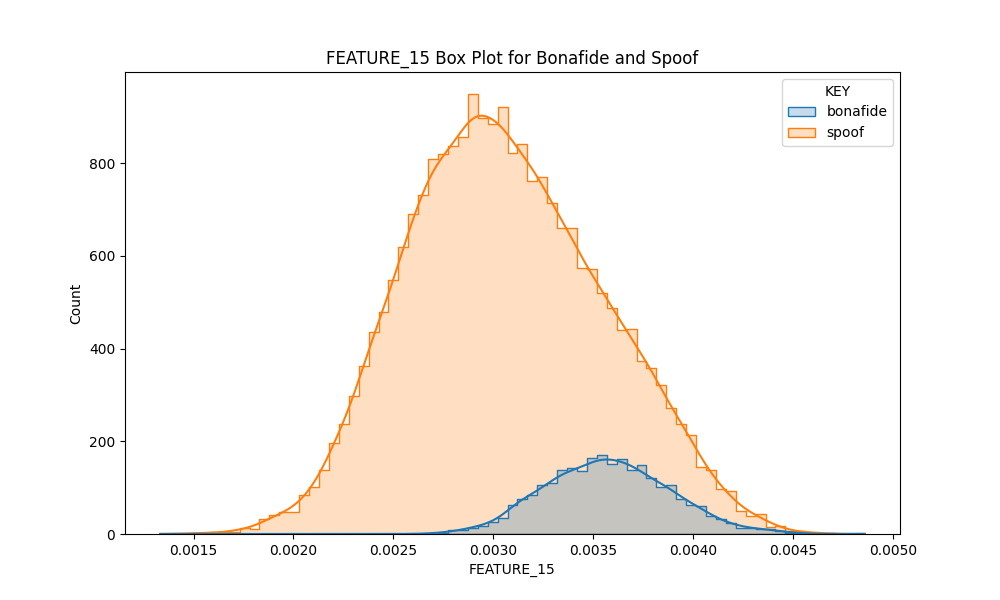 FEATURE_15 Box Plot for Bonafide and Spoof
KEY
bonafide
spoof
Count
800
600
400
200
0
0.0015 0.0020 0.0025 0.0030 0.0035 0.0040 0.0045 0.0050
FEATURE_15